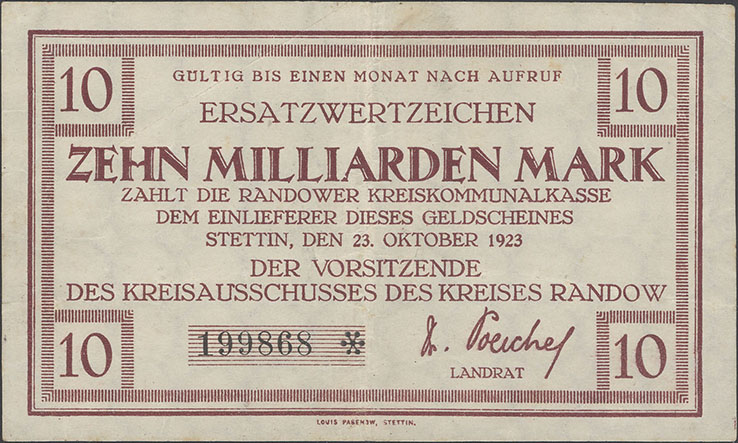 10 10
GÜLTIG BIS EINEN MONAT NACH AUFRUF
ERSATZWERTZEICHEN
ZEHN MILLIARDEN MARK
ZAHLT DIE RANDOWER KREISKOMMUNALKASSE
DEM EINLIEFERER DIESES GELDSCHEINES
STETTIN, DEN 23. OKTOBER 1923
DER VORSITZENDE
DES KREISAUSSCHUSSES DES KREISES RANDOW
10 199868 * 10
LANDRAT
LOUIS PASENOW, STETTIN.